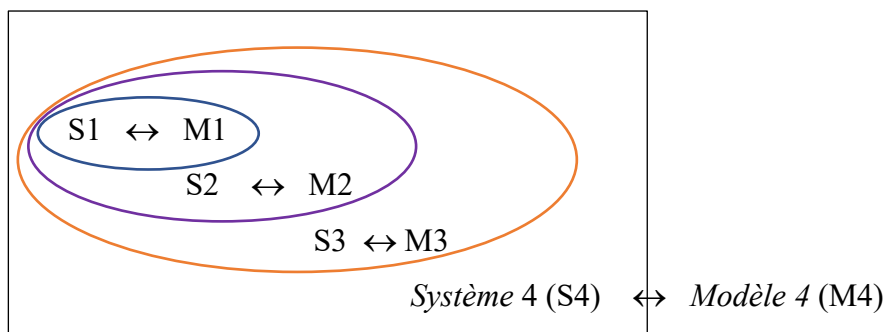 S1 ↔ M1
S2 ↔ M2
S3 ↔ M3
Système 4 (S4) ↔ Modèle 4 (M4)